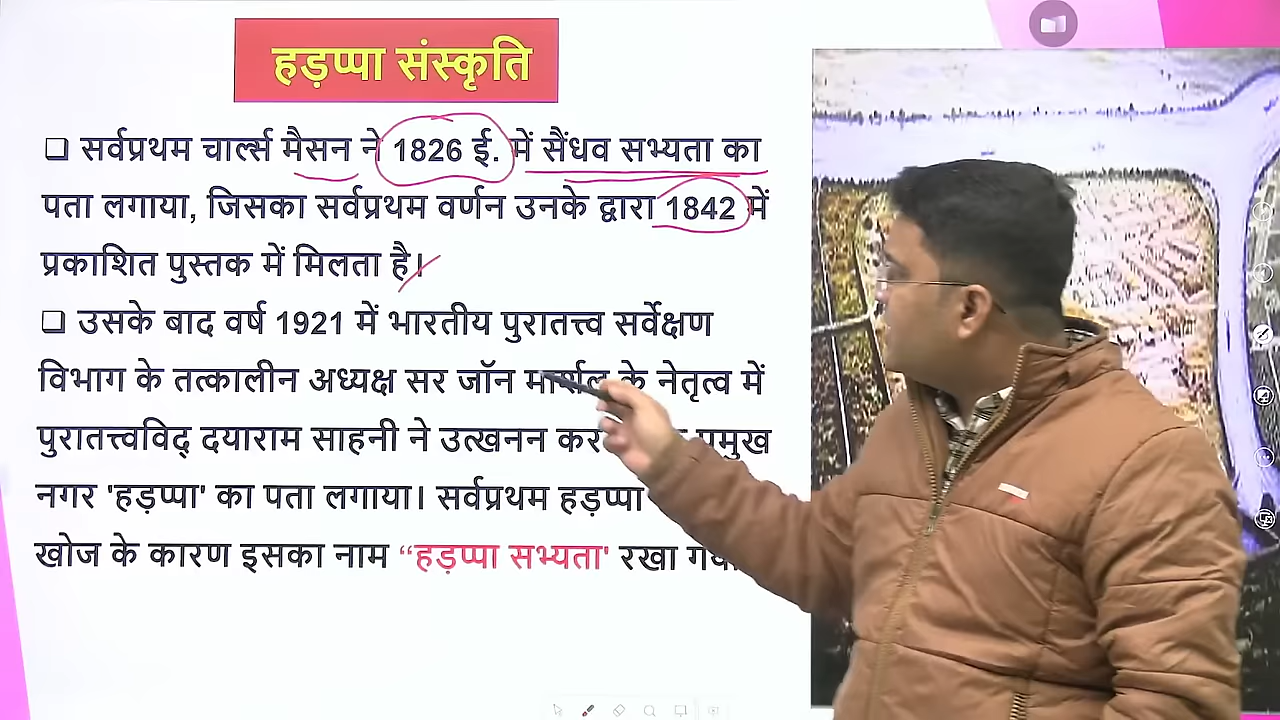 हड़प्पा संस्कृति
❑ सर्वप्रथम चार्ल्स मैसन ने 1826 ई. में सैंधव सभ्यता का
पता लगाया, जिसका सर्वप्रथम वर्णन उनके द्वारा 1842 में
प्रकाशित पुस्तक में मिलता है।
❑ उसके बाद वर्ष 1921 में भारतीय पुरातत्त्व सर्वेक्षण
विभाग के तत्कालीन अध्यक्ष सर जॉन मार्शल के नेतृत्व में
पुरातत्त्वविद् दयाराम साहनी ने उत्खनन प्रमुख
नगर 'हड़प्पा' का पता लगाया। सर्वप्रथम हड़प्पा
खोज के कारण इसका नाम “हड़प्पा सभ्यता' रखा